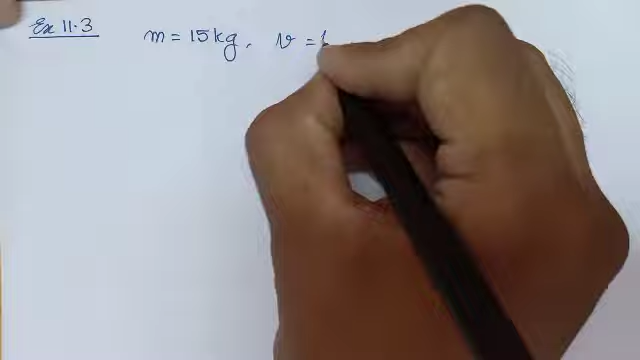 Ex 11.3 m = 15 kg, v =